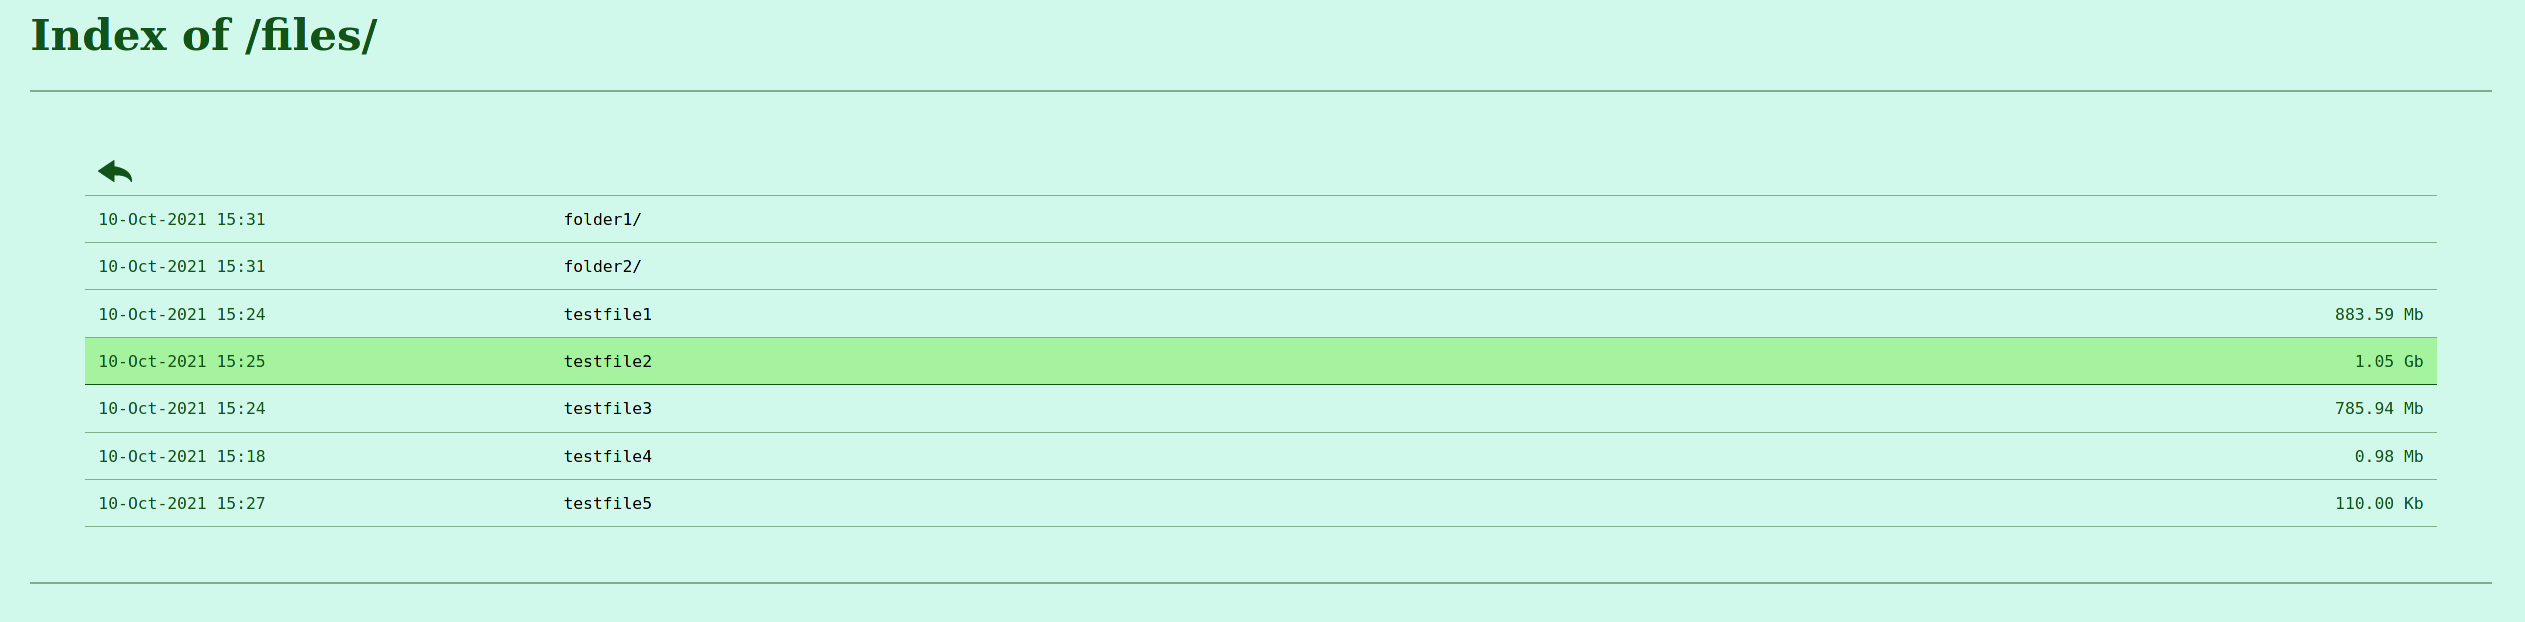 Index of /files/
10-Oct-2021 15:31 folder1/
10-Oct-2021 15:31 folder2/
10-Oct-2021 15:24 testfile1 883.59 Mb
10-Oct-2021 15:25 testfile2 1.05 Gb
10-Oct-2021 15:24 testfile3 785.94 Mb
10-Oct-2021 15:18 testfile4 0.98 Mb
10-Oct-2021 15:27 testfile5 110.00 Kb